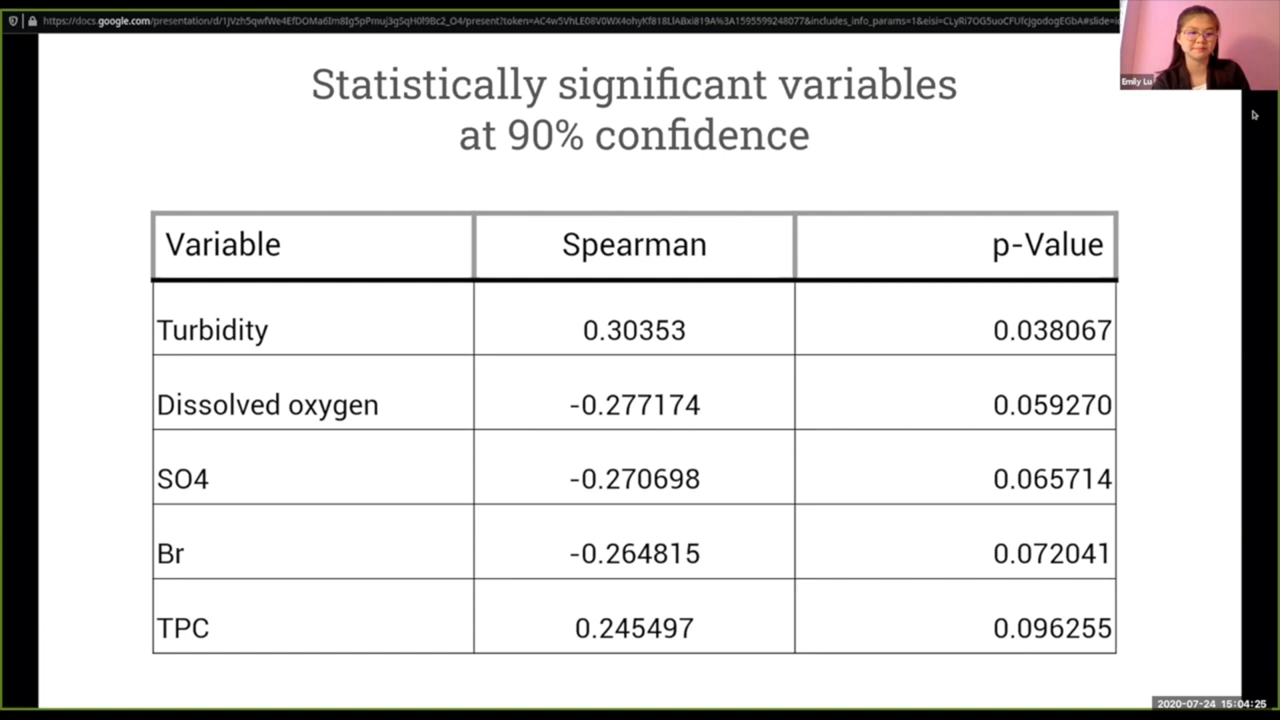 Emily Lu
Statistically significant variables
at 90% confidence
Variable Spearman p-Value
Turbidity 0.30353 0.038067
Dissolved oxygen -0.277174 0.059270
SO4 -0.270698 0.065714
Br -0.264815 0.072041
TPC 0.245497 0.096255
2020-07-24 15:04:25